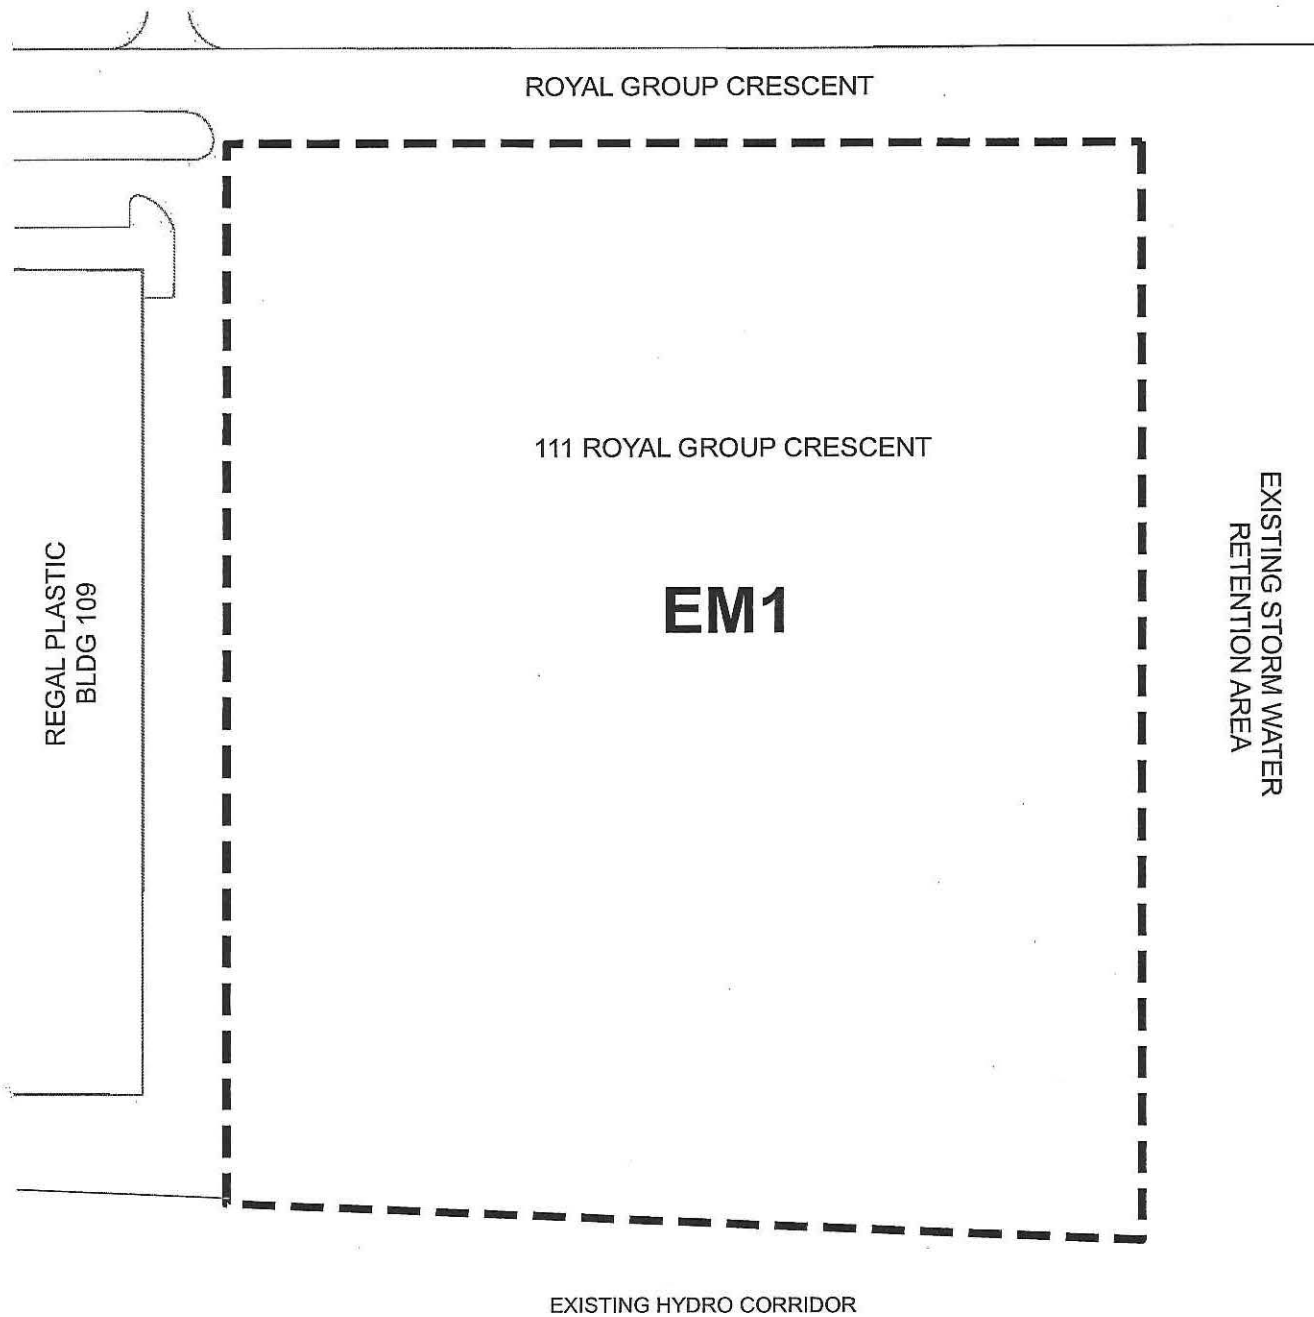 ROYAL GROUP CRESCENT
111 ROYAL GROUP CRESCENT
EM1
REGAL PLASTIC
BLDG 109
EXISTING STORM WATER
RETENTION AREA
EXISTING HYDRO CORRIDOR